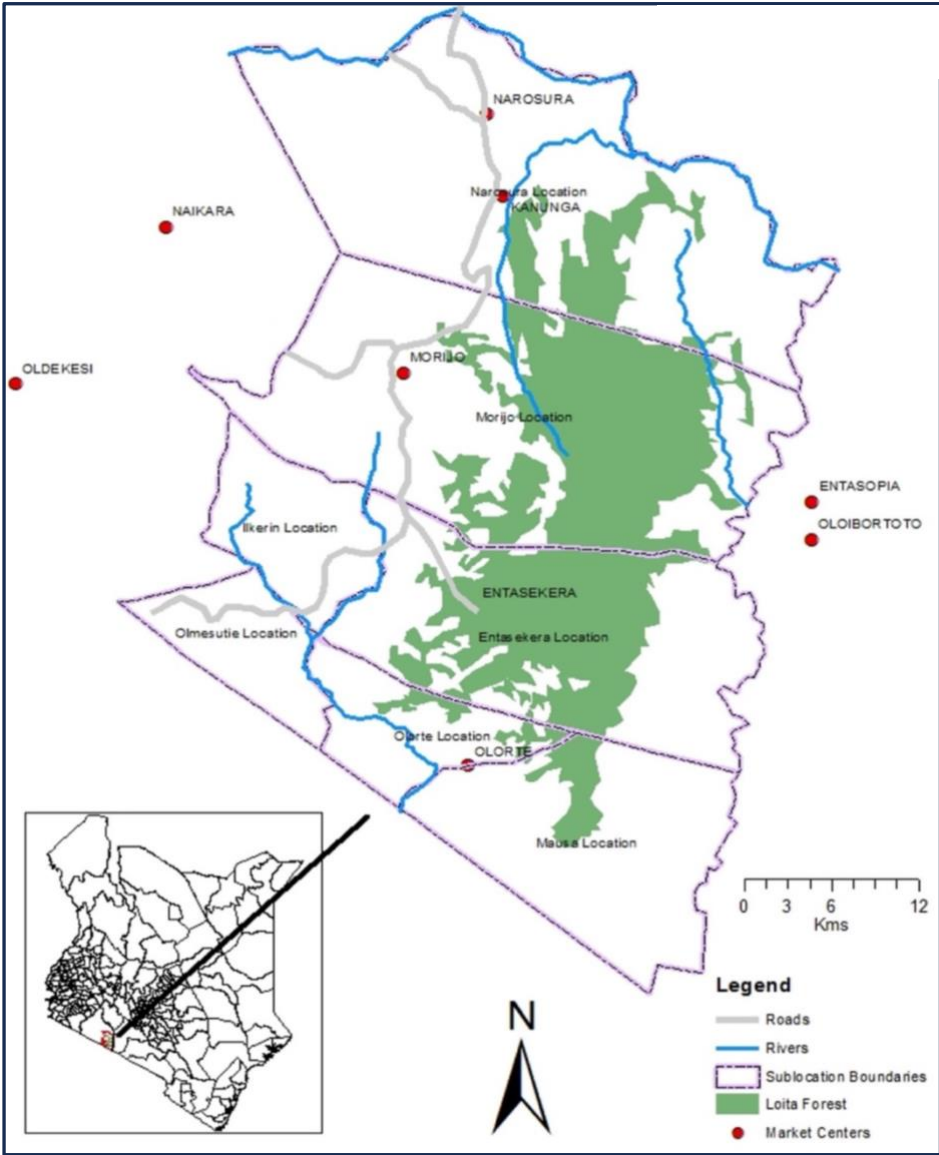 NAROSURA
Narosura Location
KANUNGA
NAIKARA
OLDEKESI
MORIJO
Morijo Location
ENTASOPIA
OLOIBORTOTO
Ilkerin Location
ENTASEKERA
Olmesutie Location
Entasekera Location
Olorte Location
OLORTE
Mausa Location
0 3 6 12
Kms
N
Legend
Roads
Rivers
Sublocation Boundaries
Loita Forest
Market Centers